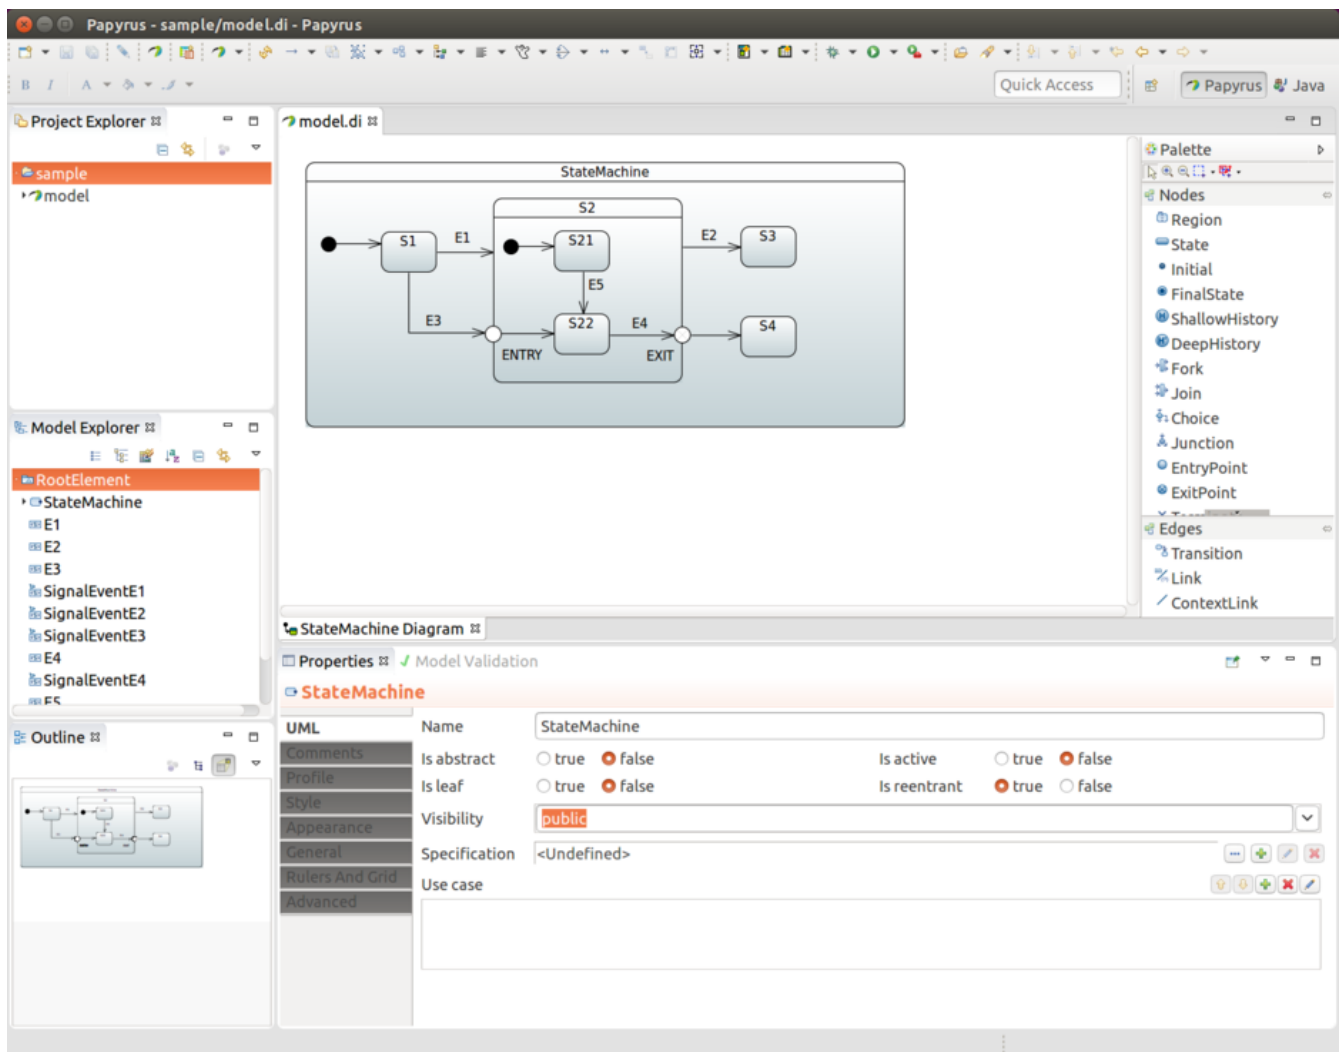 Papyrus - sample/model.di - Papyrus
B I A
Quick Access
Papyrus
Java
Project Explorer
sample
model
model.di
StateMachine
S2
S1
E1
S21
E2
S3
E5
E3
S22
E4
S4
ENTRY
EXIT
Palette
Nodes
Region
State
Initial
FinalState
ShallowHistory
DeepHistory
Fork
Join
Choice
Junction
EntryPoint
ExitPoint
Edges
Transition
Link
ContextLink
Model Explorer
RootElement
StateMachine
E1
E2
E3
SignalEventE1
SignalEventE2
SignalEventE3
E4
SignalEventE4
E5
StateMachine Diagram
Properties
Model Validation
StateMachine
UML
Comments
Profile
Style
Appearance
General
Rulers And Grid
Advanced
Name StateMachine
Is abstract true false
Is active true false
Is leaf true false
Is reentrant true false
Visibility public
Specification <Undefined>
Use case
Outline